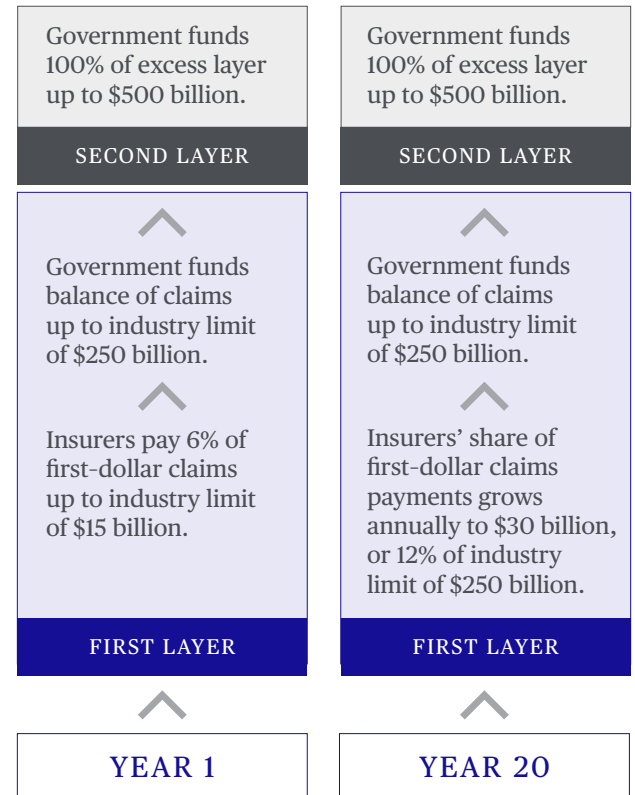 Government funds
100% of excess layer
up to $500 billion.
SECOND LAYER
Government funds
balance of claims
up to industry limit
of $250 billion.
Insurers pay 6% of
first-dollar claims
up to industry limit
of $15 billion.
FIRST LAYER
YEAR 1
Government funds
100% of excess layer
up to $500 billion.
SECOND LAYER
Government funds
balance of claims
up to industry limit
of $250 billion.
Insurers’ share of
first-dollar claims
payments grows
annually to $30 billion,
or 12% of industry
limit of $250 billion.
FIRST LAYER
YEAR 20